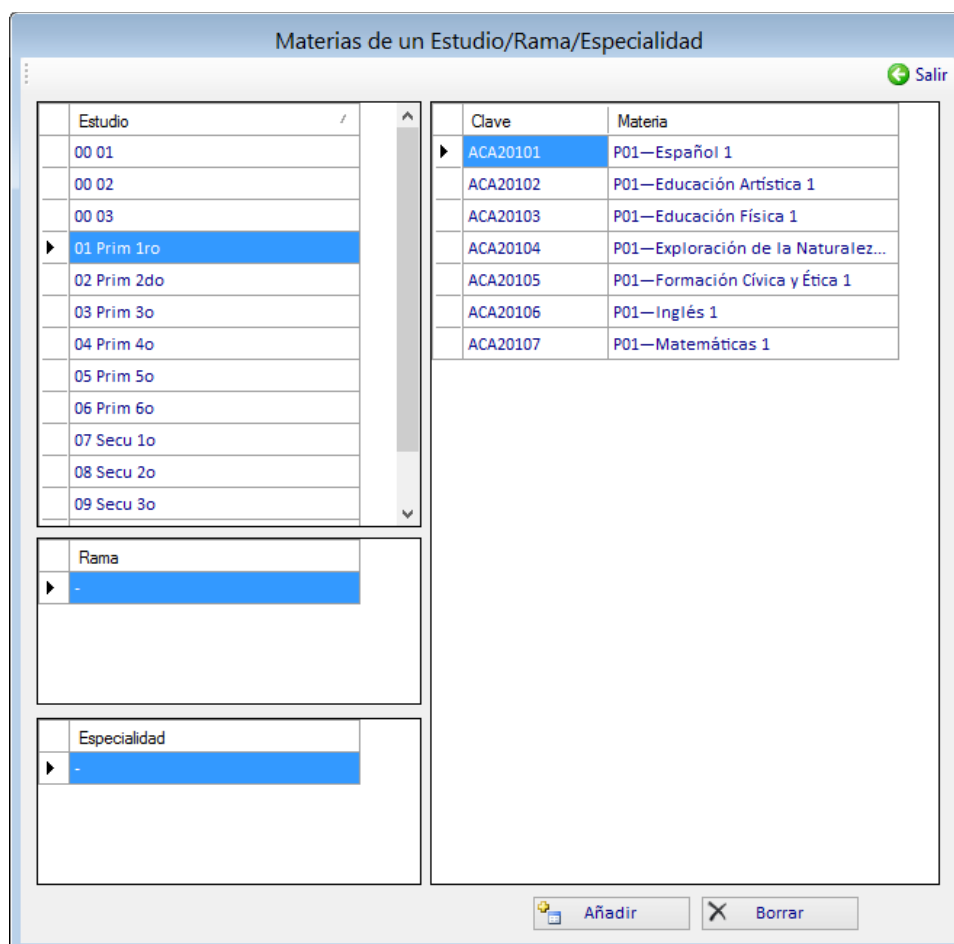 Materias de un Estudio/Rama/Especialidad
Salir
Estudio
00 01
00 02
00 03
01 Prim 1ro
02 Prim 2do
03 Prim 3o
04 Prim 4o
05 Prim 5o
06 Prim 6o
07 Secu 1o
08 Secu 2o
09 Secu 3o
Rama
-
Especialidad
-
Clave Materia
ACA20101 P01—Español 1
ACA20102 P01—Educación Artística 1
ACA20103 P01—Educación Física 1
ACA20104 P01—Exploración de la Naturalez...
ACA20105 P01—Formación Cívica y Ética 1
ACA20106 P01—Inglés 1
ACA20107 P01—Matemáticas 1
Añadir Borrar